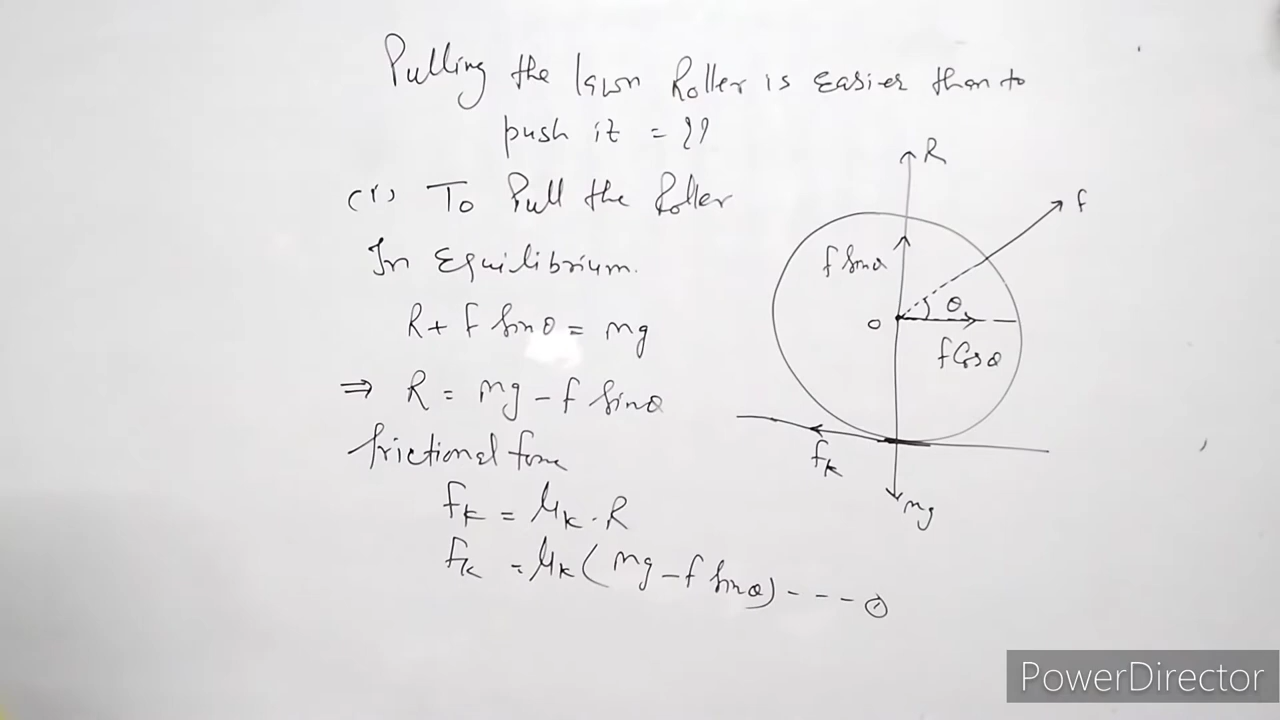 Pulling the lawn Roller is easier than to
push it = ??
(1) To Pull the Roller
In Equilibrium.
R + f Sinθ = mg
⇒ R = mg - f Sinθ
frictional force
fk = μk . R
fk = μk ( mg - f Sinθ ) - - - - ①
R
f
f Sinθ
θ
o
f Cosθ
fk
mg
PowerDirector